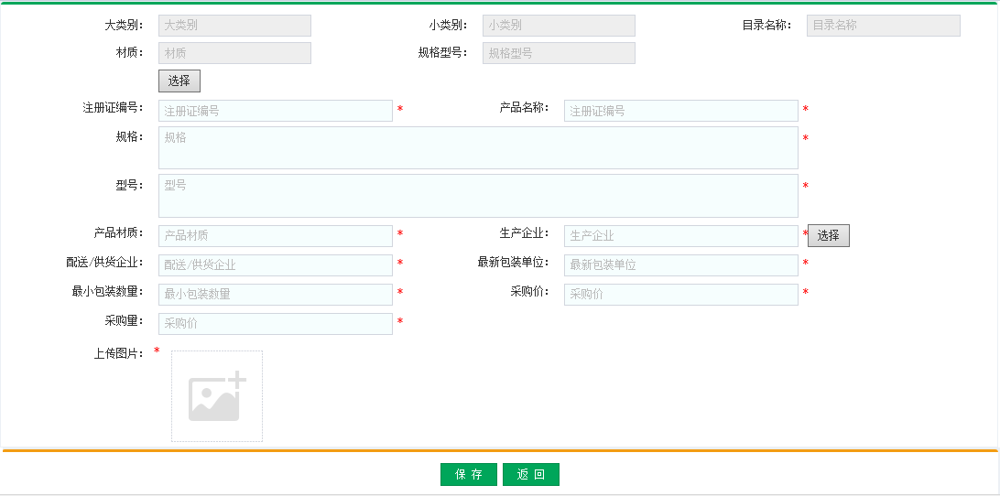 大类别： 大类别 小类别： 小类别 目录名称： 目录名称
材质： 材质 规格型号： 规格型号
选择
注册证编号： 注册证编号 * 产品名称： 注册证编号 *
规格： 规格 *
型号： 型号 *
产品材质： 产品材质 * 生产企业： 生产企业 * 选择
配送/供货企业： 配送/供货企业 * 最新包装单位： 最新包装单位 *
最小包装数量： 最小包装数量 * 采购价： 采购价 *
采购量： 采购价 *
上传图片： *
保 存 返 回